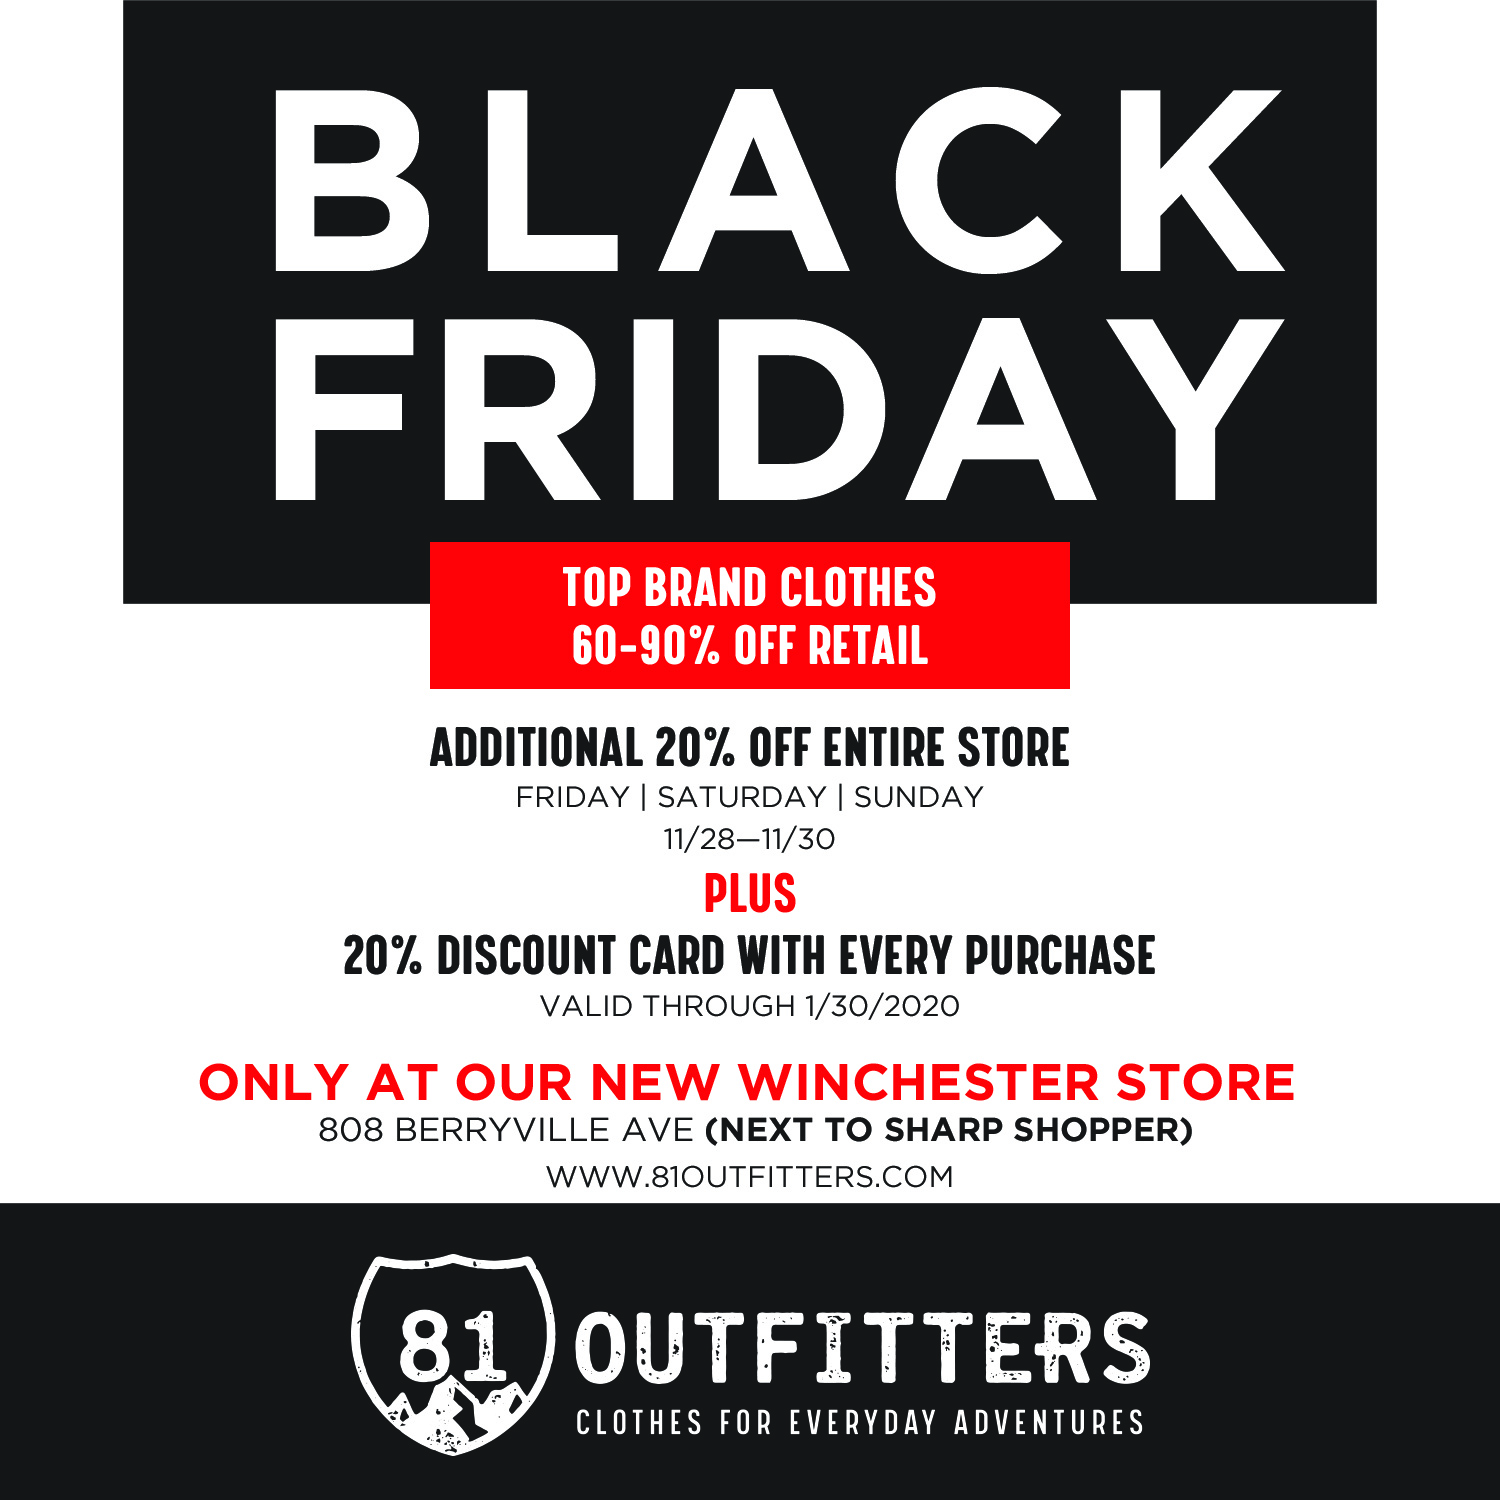 BLACK
FRIDAY
TOP BRAND CLOTHES
60-90% OFF RETAIL
ADDITIONAL 20% OFF ENTIRE STORE
FRIDAY | SATURDAY | SUNDAY
11/28—11/30
PLUS
20% DISCOUNT CARD WITH EVERY PURCHASE
VALID THROUGH 1/30/2020
ONLY AT OUR NEW WINCHESTER STORE
808 BERRYVILLE AVE (NEXT TO SHARP SHOPPER)
WWW.81OUTFITTERS.COM
81 OUTFITTERS
CLOTHES FOR EVERYDAY ADVENTURES